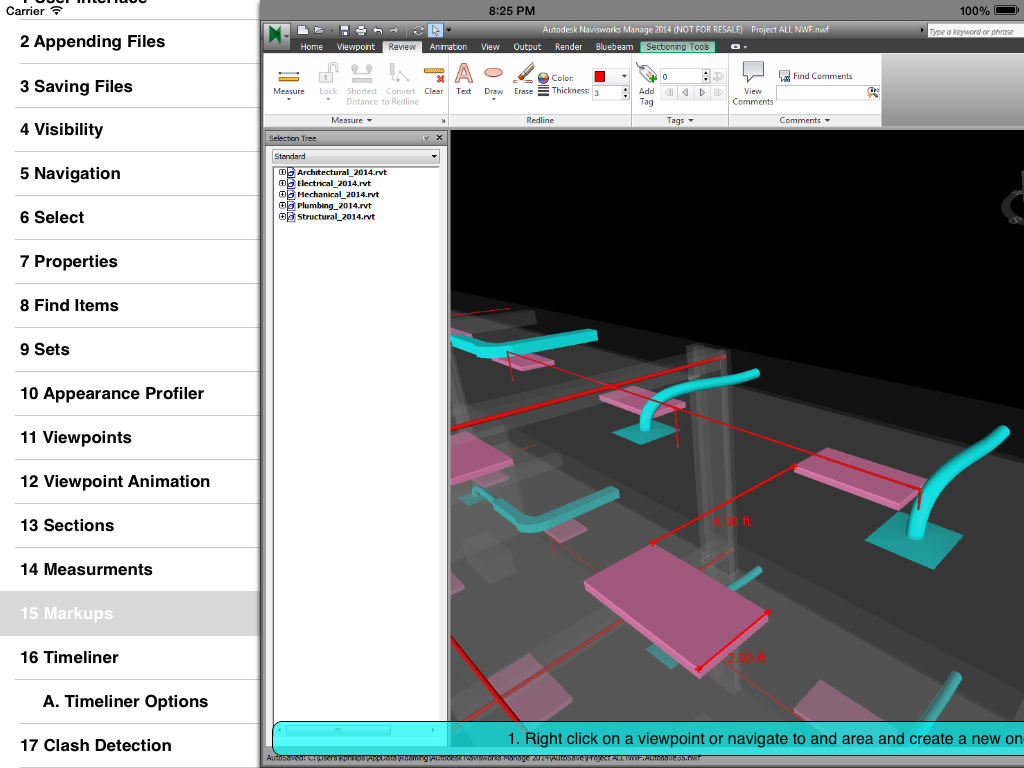 1 User Interface
Carrier 8:25 PM 100%
2 Appending Files
3 Saving Files
4 Visibility
5 Navigation
6 Select
7 Properties
8 Find Items
9 Sets
10 Appearance Profiler
11 Viewpoints
12 Viewpoint Animation
13 Sections
14 Measurments
15 Markups
16 Timeliner
A. Timeliner Options
17 Clash Detection
Autodesk Navisworks Manage 2014 (NOT FOR RESALE) Project ALL NWF.nwf
Type a keyword or phrase
Home Viewpoint Review Animation View Output Render Bluebeam Sectioning Tools
Measure Lock Shortest Distance Convert to Redline Clear
Text Draw Erase Color: Thickness: 3
Add Tag 0
View Comments Find Comments
Measure Redline Tags Comments
Selection Tree
Standard
Architectural_2014.rvt
Electrical_2014.rvt
Mechanical_2014.rvt
Plumbing_2014.rvt
Structural_2014.rvt
ft
2.00 ft
1. Right click on a viewpoint or navigate to and area and create a new on
AutoSaved: C:\Users\kphillips\AppData\Roaming\Autodesk Navisworks Manage 2014\AutoSave\Project ALL NWF.Autosave35.nwf